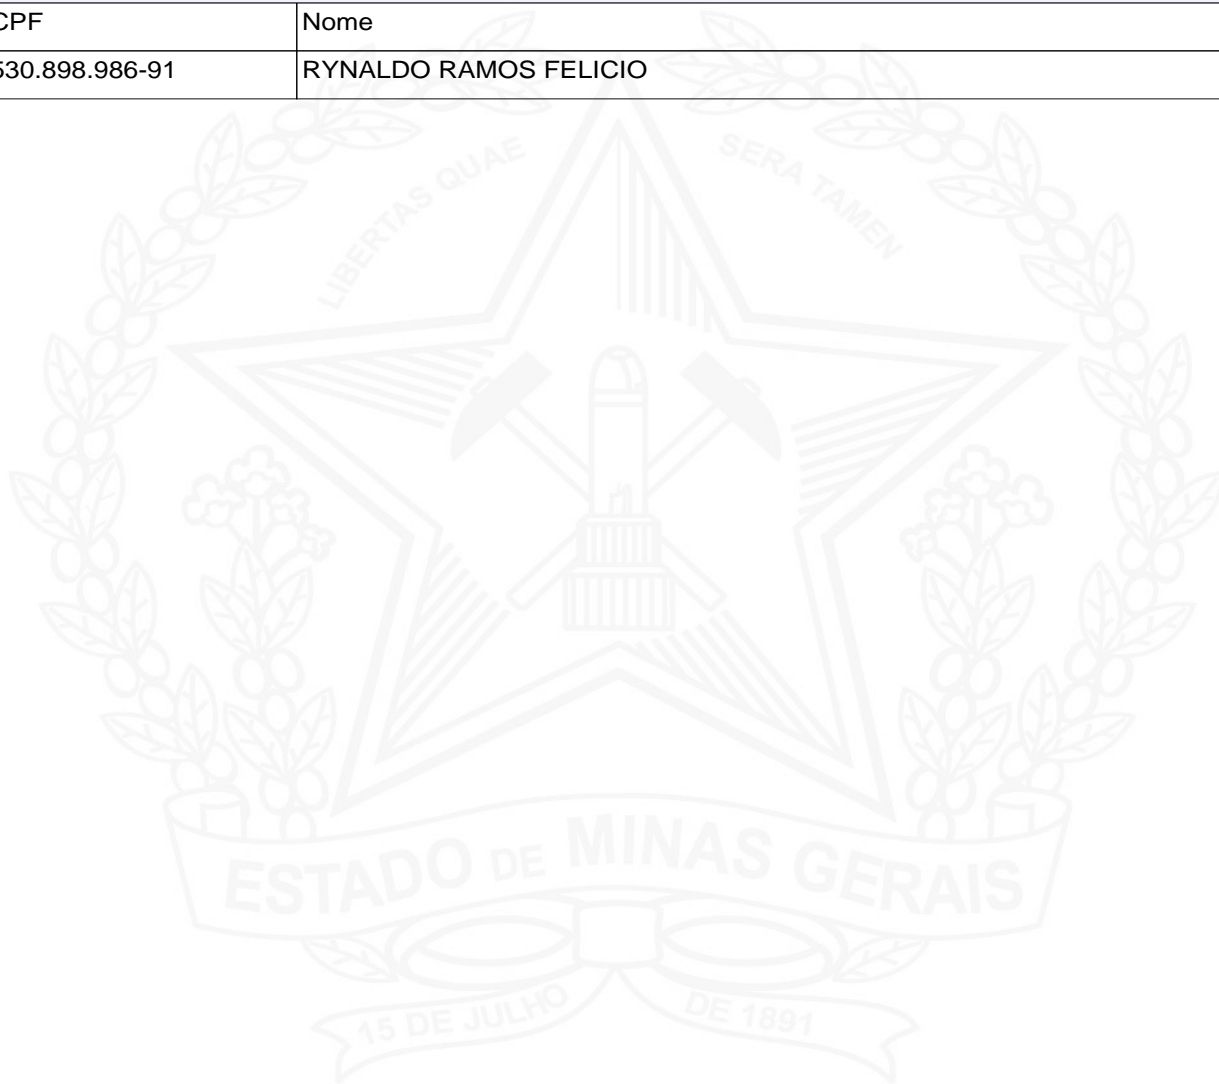 CPF Nome
530.898.986-91 RYNALDO RAMOS FELICIO
LIBERTAS QUAE SERA TAMEN
ESTADO DE MINAS GERAIS
15 DE JULHO DE 1891